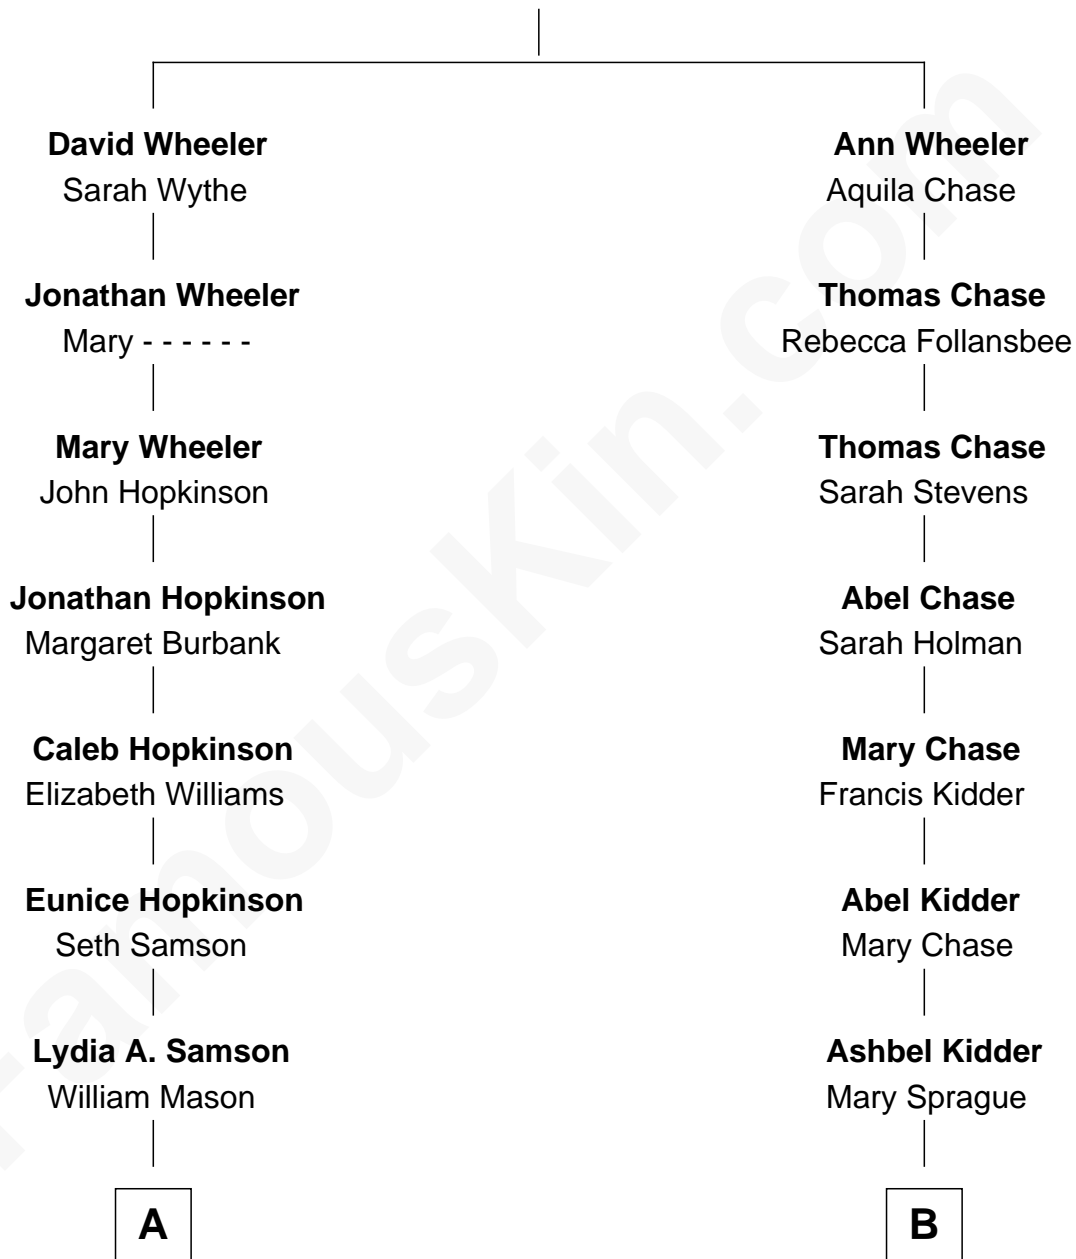 David Wheeler
Sarah Wythe
Jonathan Wheeler
Mary - - - - - -
Mary Wheeler
John Hopkinson
Jonathan Hopkinson
Margaret Burbank
Caleb Hopkinson
Elizabeth Williams
Eunice Hopkinson
Seth Samson
Lydia A. Samson
William Mason
A
Ann Wheeler
Aquila Chase
Thomas Chase
Rebecca Follansbee
Thomas Chase
Sarah Stevens
Abel Chase
Sarah Holman
Mary Chase
Francis Kidder
Abel Kidder
Mary Chase
Ashbel Kidder
Mary Sprague
B
FamousKin.com